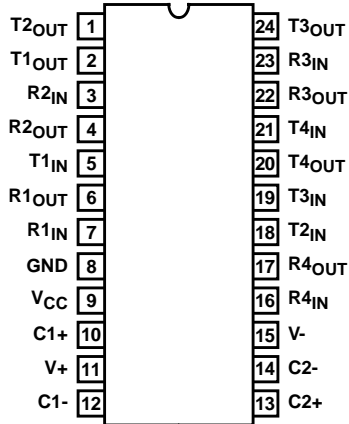 T2OUT 1 24 T3OUT
T1OUT 2 23 R3IN
R2IN 3 22 R3OUT
R2OUT 4 21 T4IN
T1IN 5 20 T4OUT
R1OUT 6 19 T3IN
R1IN 7 18 T2IN
GND 8 17 R4OUT
VCC 9 16 R4IN
C1+ 10 15 V-
V+ 11 14 C2-
C1- 12 13 C2+